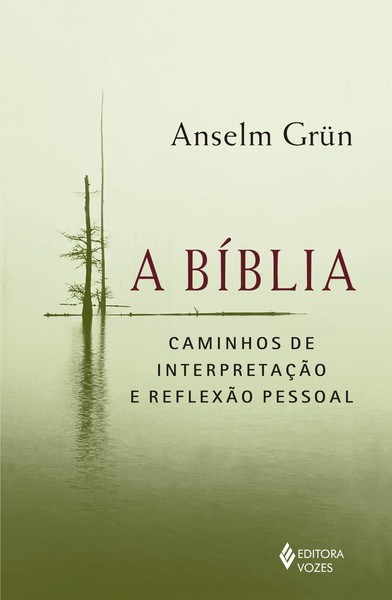 Anselm Grün
A BÍBLIA
CAMINHOS DE
INTERPRETAÇÃO
E REFLEXÃO PESSOAL
EDITORA
VOZES